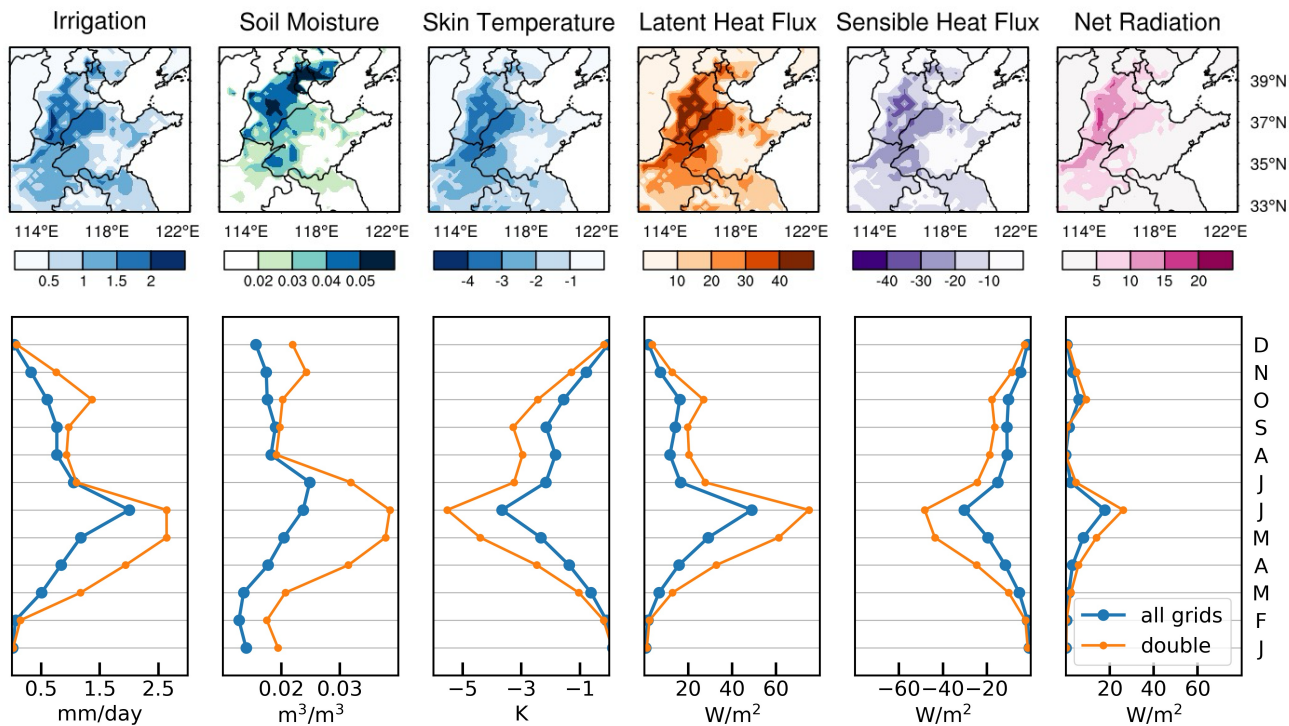 Irrigation Soil Moisture Skin Temperature Latent Heat Flux Sensible Heat Flux Net Radiation
39°N
37°N
35°N
33°N
114°E 118°E 122°E 114°E 118°E 122°E 114°E 118°E 122°E 114°E 118°E 122°E 114°E 118°E 122°E 114°E 118°E 122°E
0.5 1 1.5 2 0.02 0.03 0.04 0.05 -4 -3 -2 -1 10 20 30 40 -40 -30 -20 -10 5 10 15 20
D
N
O
S
A
J
J
M
A
M
F
J
all grids
double
0.5 1.5 2.5 0.02 0.03 −5 −3 −1 20 40 60 −60 −40 −20 20 40 60
mm/day m³/m³ K W/m² W/m² W/m²